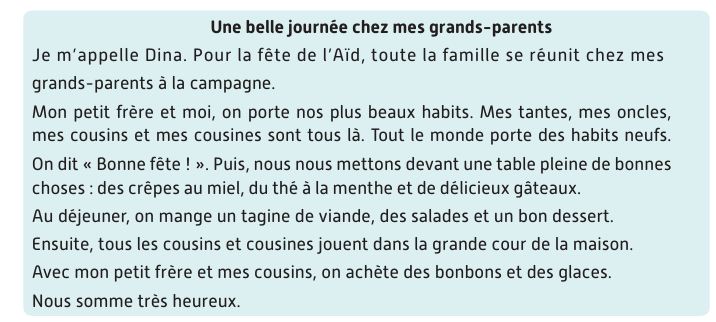 Une belle journée chez mes grands-parents
Je m'appelle Dina. Pour la fête de l'Aïd, toute la famille se réunit chez mes
grands-parents à la campagne.
Mon petit frère et moi, on porte nos plus beaux habits. Mes tantes, mes oncles,
mes cousins et mes cousines sont tous là. Tout le monde porte des habits neufs.
On dit « Bonne fête ! ». Puis, nous nous mettons devant une table pleine de bonnes
choses : des crêpes au miel, du thé à la menthe et de délicieux gâteaux.
Au déjeuner, on mange un tagine de viande, des salades et un bon dessert.
Ensuite, tous les cousins et cousines jouent dans la grande cour de la maison.
Avec mon petit frère et mes cousins, on achète des bonbons et des glaces.
Nous somme très heureux.